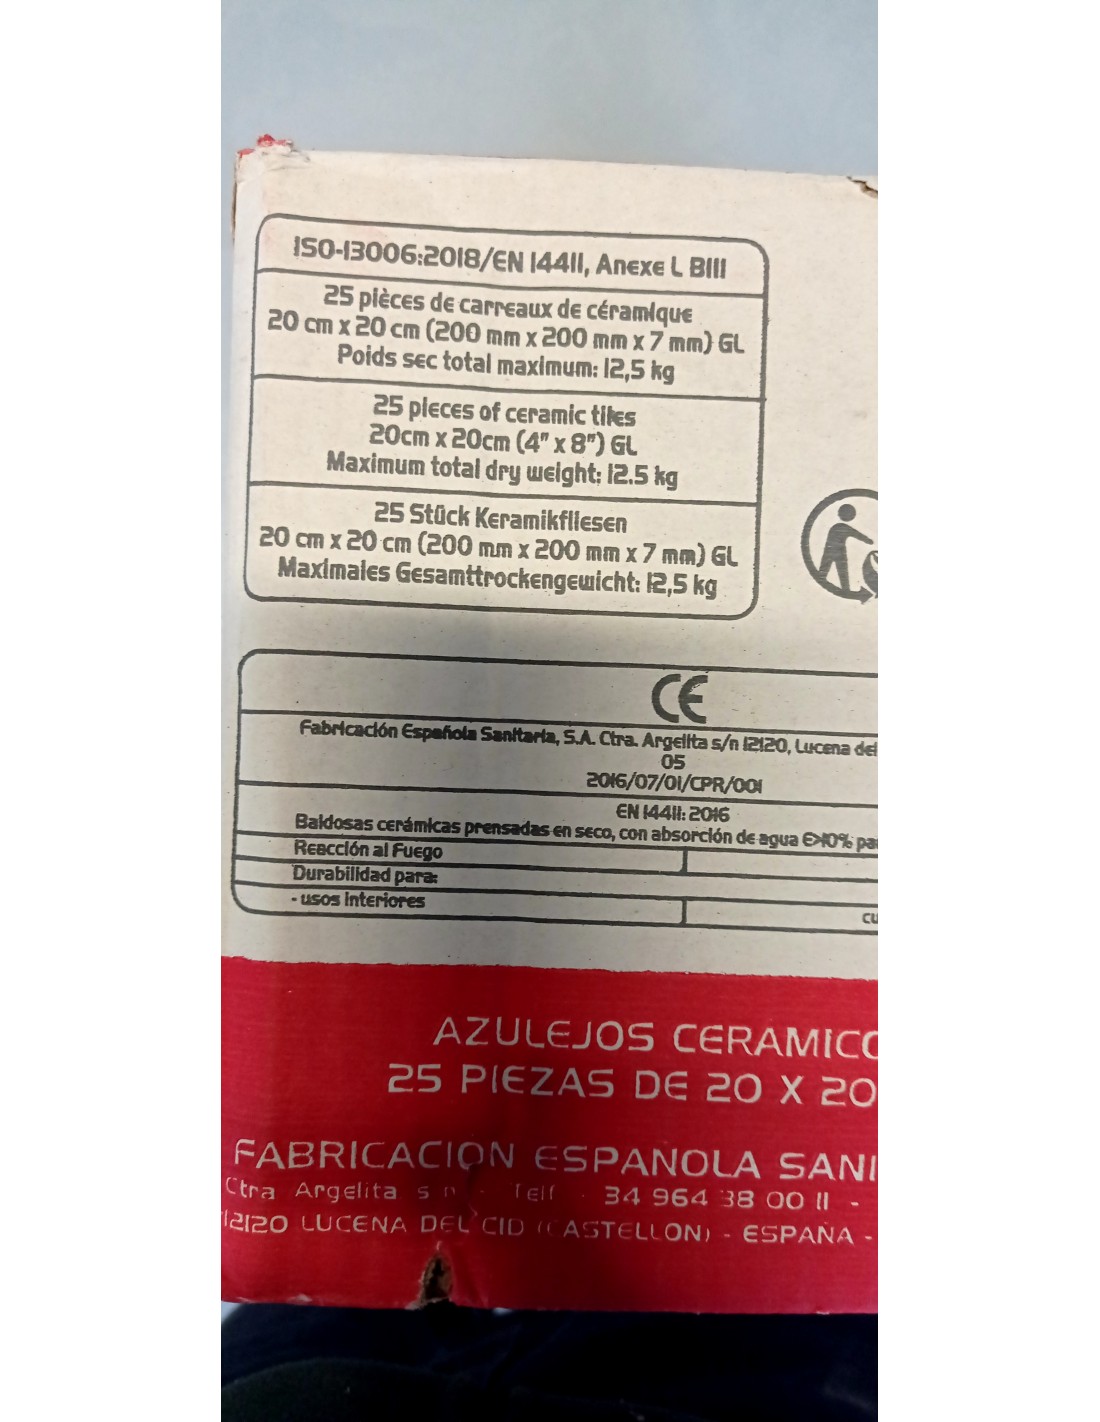 ISO-13006:2018/EN 14411, Anexe L BIII
25 pièces de carreaux de céramique
20 cm x 20 cm (200 mm x 200 mm x 7 mm) GL
Poids sec total maximum: 12,5 kg
25 pieces of ceramic tiles
20cm x 20cm (4" x 8") GL
Maximum total dry weight: 12.5 kg
25 Stück Keramikfliesen
20 cm x 20 cm (200 mm x 200 mm x 7 mm) GL
Maximales Gesamttrockengewicht: 12,5 kg
CE
Fabricación Española Sanitaria, S.A. Ctra. Argelita s/n 12120, Lucena del
05
2016/07/01/CPR/001
EN 14411: 2016
Baldosas cerámicas prensadas en seco, con absorción de agua E>10% pa
Reacción al Fuego
Durabilidad para:
- usos interiores
cu
AZULEJOS CERAMICO
25 PIEZAS DE 20 X 20
FABRICACION ESPAÑOLA SANI
Ctra Argelita s n - Telf · 34 964 38 00 11 -
12120 LUCENA DEL CID (CASTELLON) - ESPAÑA -